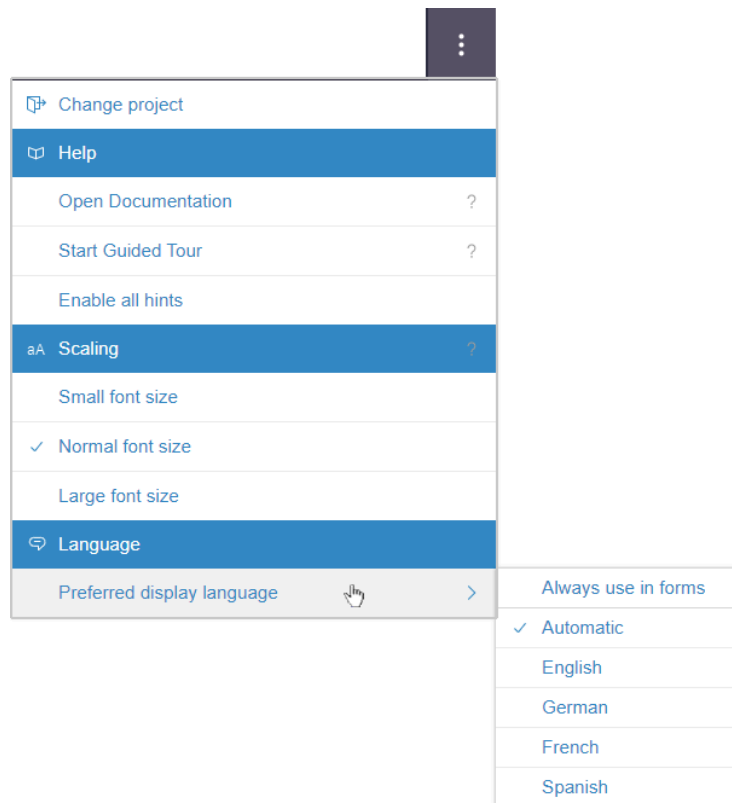 Change project
Help
Open Documentation ?
Start Guided Tour ?
Enable all hints
aA Scaling ?
Small font size
Normal font size
Large font size
Language
Preferred display language
Always use in forms
Automatic
English
German
French
Spanish